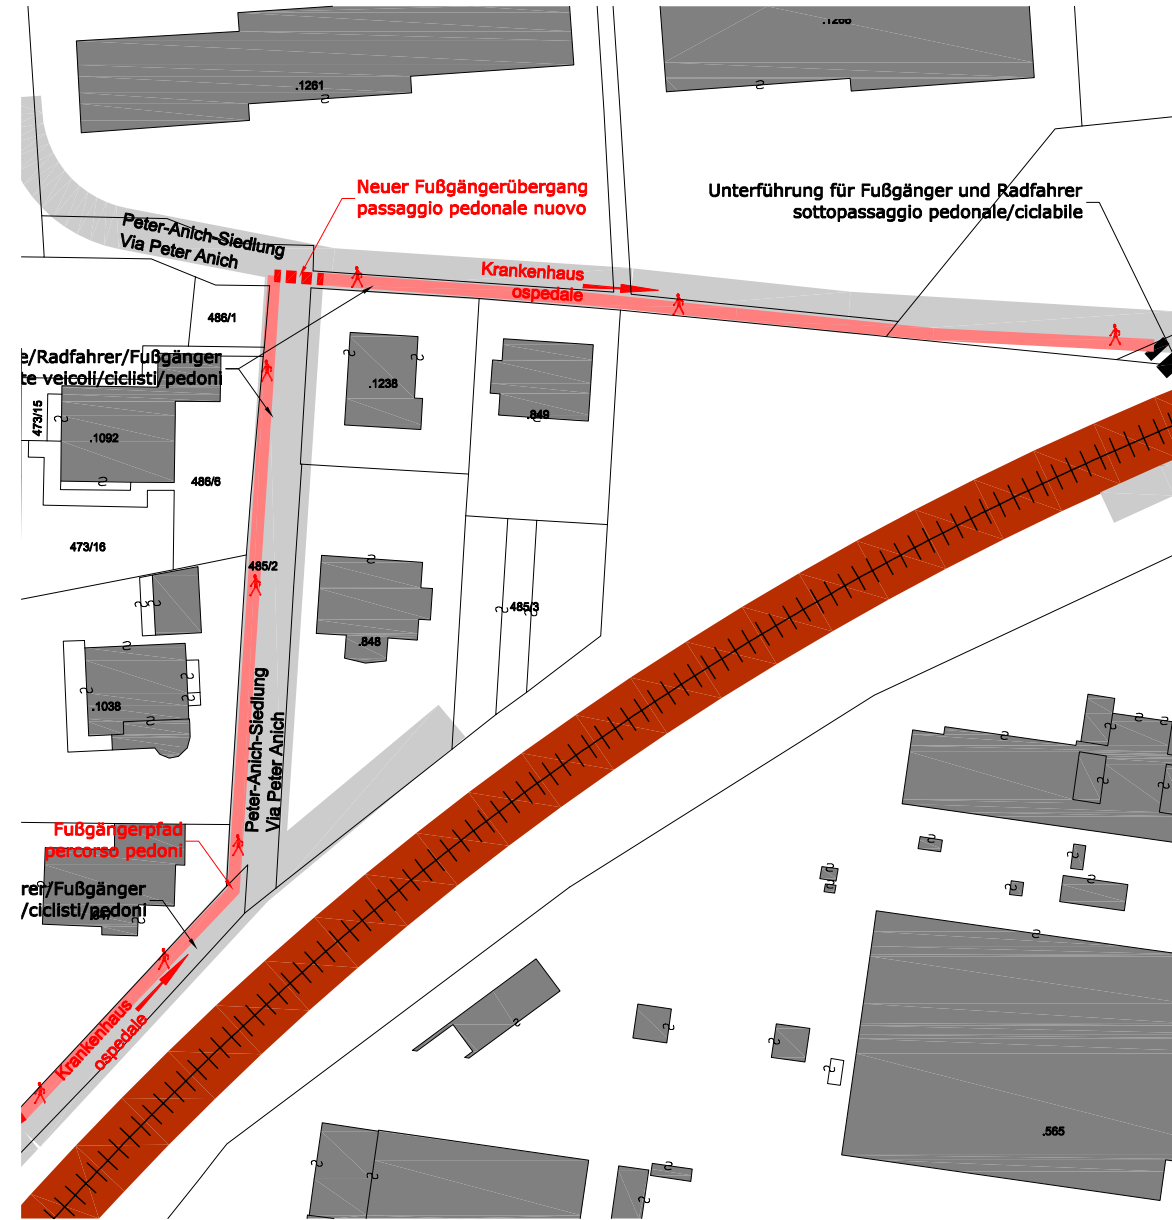 .1261
Neuer Fußgängerübergang
passaggio pedonale nuovo
Unterführung für Fußgänger und Radfahrer
sottopassaggio pedonale/ciclabile
Peter-Anich-Siedlung
Via Peter Anich
Krankenhaus
ospedale
486/1
e/Radfahrer/Fußgänger
te veicoli/ciclisti/pedoni
.1238
.849
473/15
.1092
486/6
473/16
485/2
485/3
.848
.1038
Peter-Anich-Siedlung
Via Peter Anich
Fußgängerpfad
percorso pedoni
rer/Fußgänger
/ciclisti/pedoni
Krankenhaus
ospedale
.565